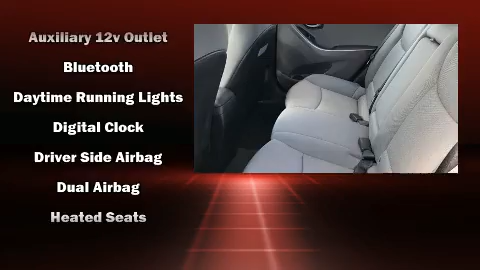 Auxiliary 12v Outlet
Bluetooth
Daytime Running Lights
Digital Clock
Driver Side Airbag
Dual Airbag
Heated Seats